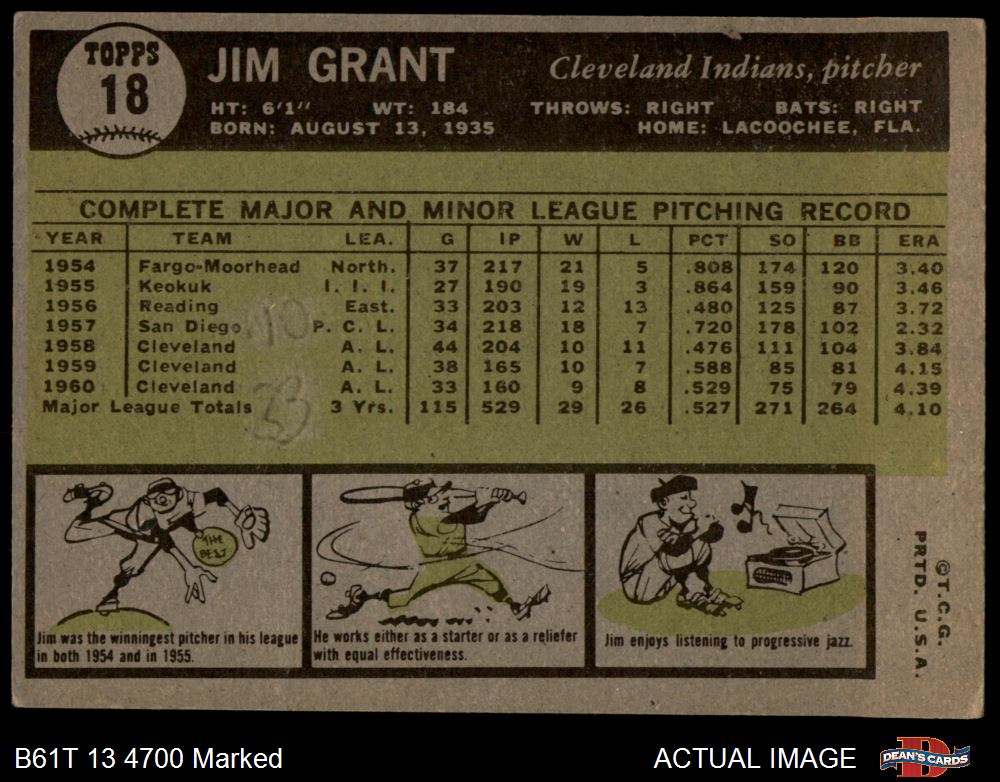 TOPPS
18
JIM GRANT
Cleveland Indians, pitcher
HT: 6'1" WT: 184 THROWS: RIGHT BATS: RIGHT
BORN: AUGUST 13, 1935 HOME: LACOOCHEE, FLA.
COMPLETE MAJOR AND MINOR LEAGUE PITCHING RECORD
YEAR TEAM LEA. G IP W L PCT SO BB ERA
1954 Fargo-Moorhead North. 37 217 21 5 .808 174 120 3.40
1955 Keokuk I. I. I. 27 190 19 3 .864 159 90 3.46
1956 Reading East. 33 203 12 13 .480 125 87 3.72
1957 San Diego P. C. L. 34 218 18 7 .720 178 102 2.32
1958 Cleveland A. L. 44 204 10 11 .476 111 104 3.84
1959 Cleveland A. L. 38 165 10 7 .588 85 81 4.15
1960 Cleveland A. L. 33 160 9 8 .529 75 79 4.39
Major League Totals 3 Yrs. 115 529 29 26 .527 271 264 4.10
THE
BEST
Jim was the winningest pitcher in his league
in both 1954 and in 1955.
He works either as a starter or as a reliefer
with equal effectiveness.
Jim enjoys listening to progressive jazz.
©T.C.G.
PRTD. U.S.A.
B61T 13 4700 Marked
ACTUAL IMAGE
DEAN'S CARDS